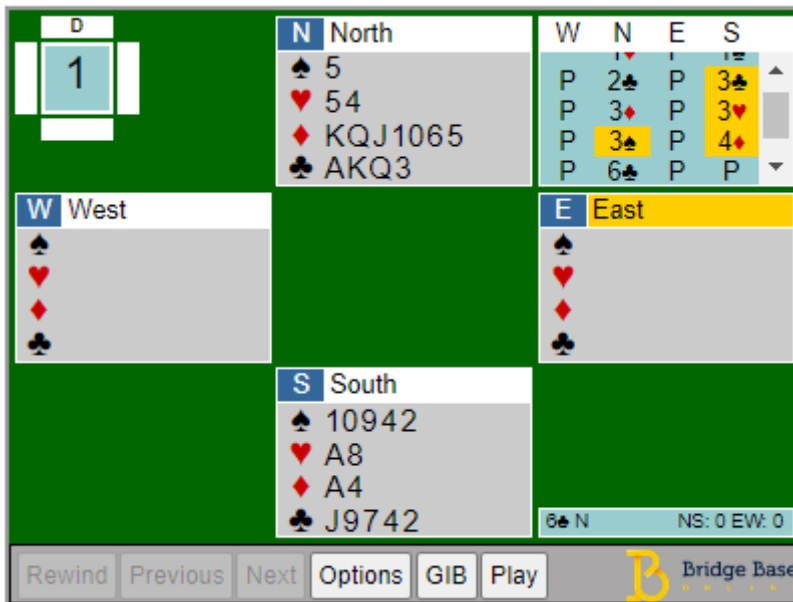 D
1
N North
♠ 5
♥ 54
♦ KQJ1065
♣ AKQ3
W N E S
P 2♣ P 3♣
P 3♦ P 3♥
P 3♠ P 4♦
P 6♣ P P
W West
♠
♥
♦
♣
E East
♠
♥
♦
♣
S South
♠ 10942
♥ A8
♦ A4
♣ J9742
6♣ N NS: 0 EW: 0
Rewind Previous Next Options GIB Play
Bridge Base